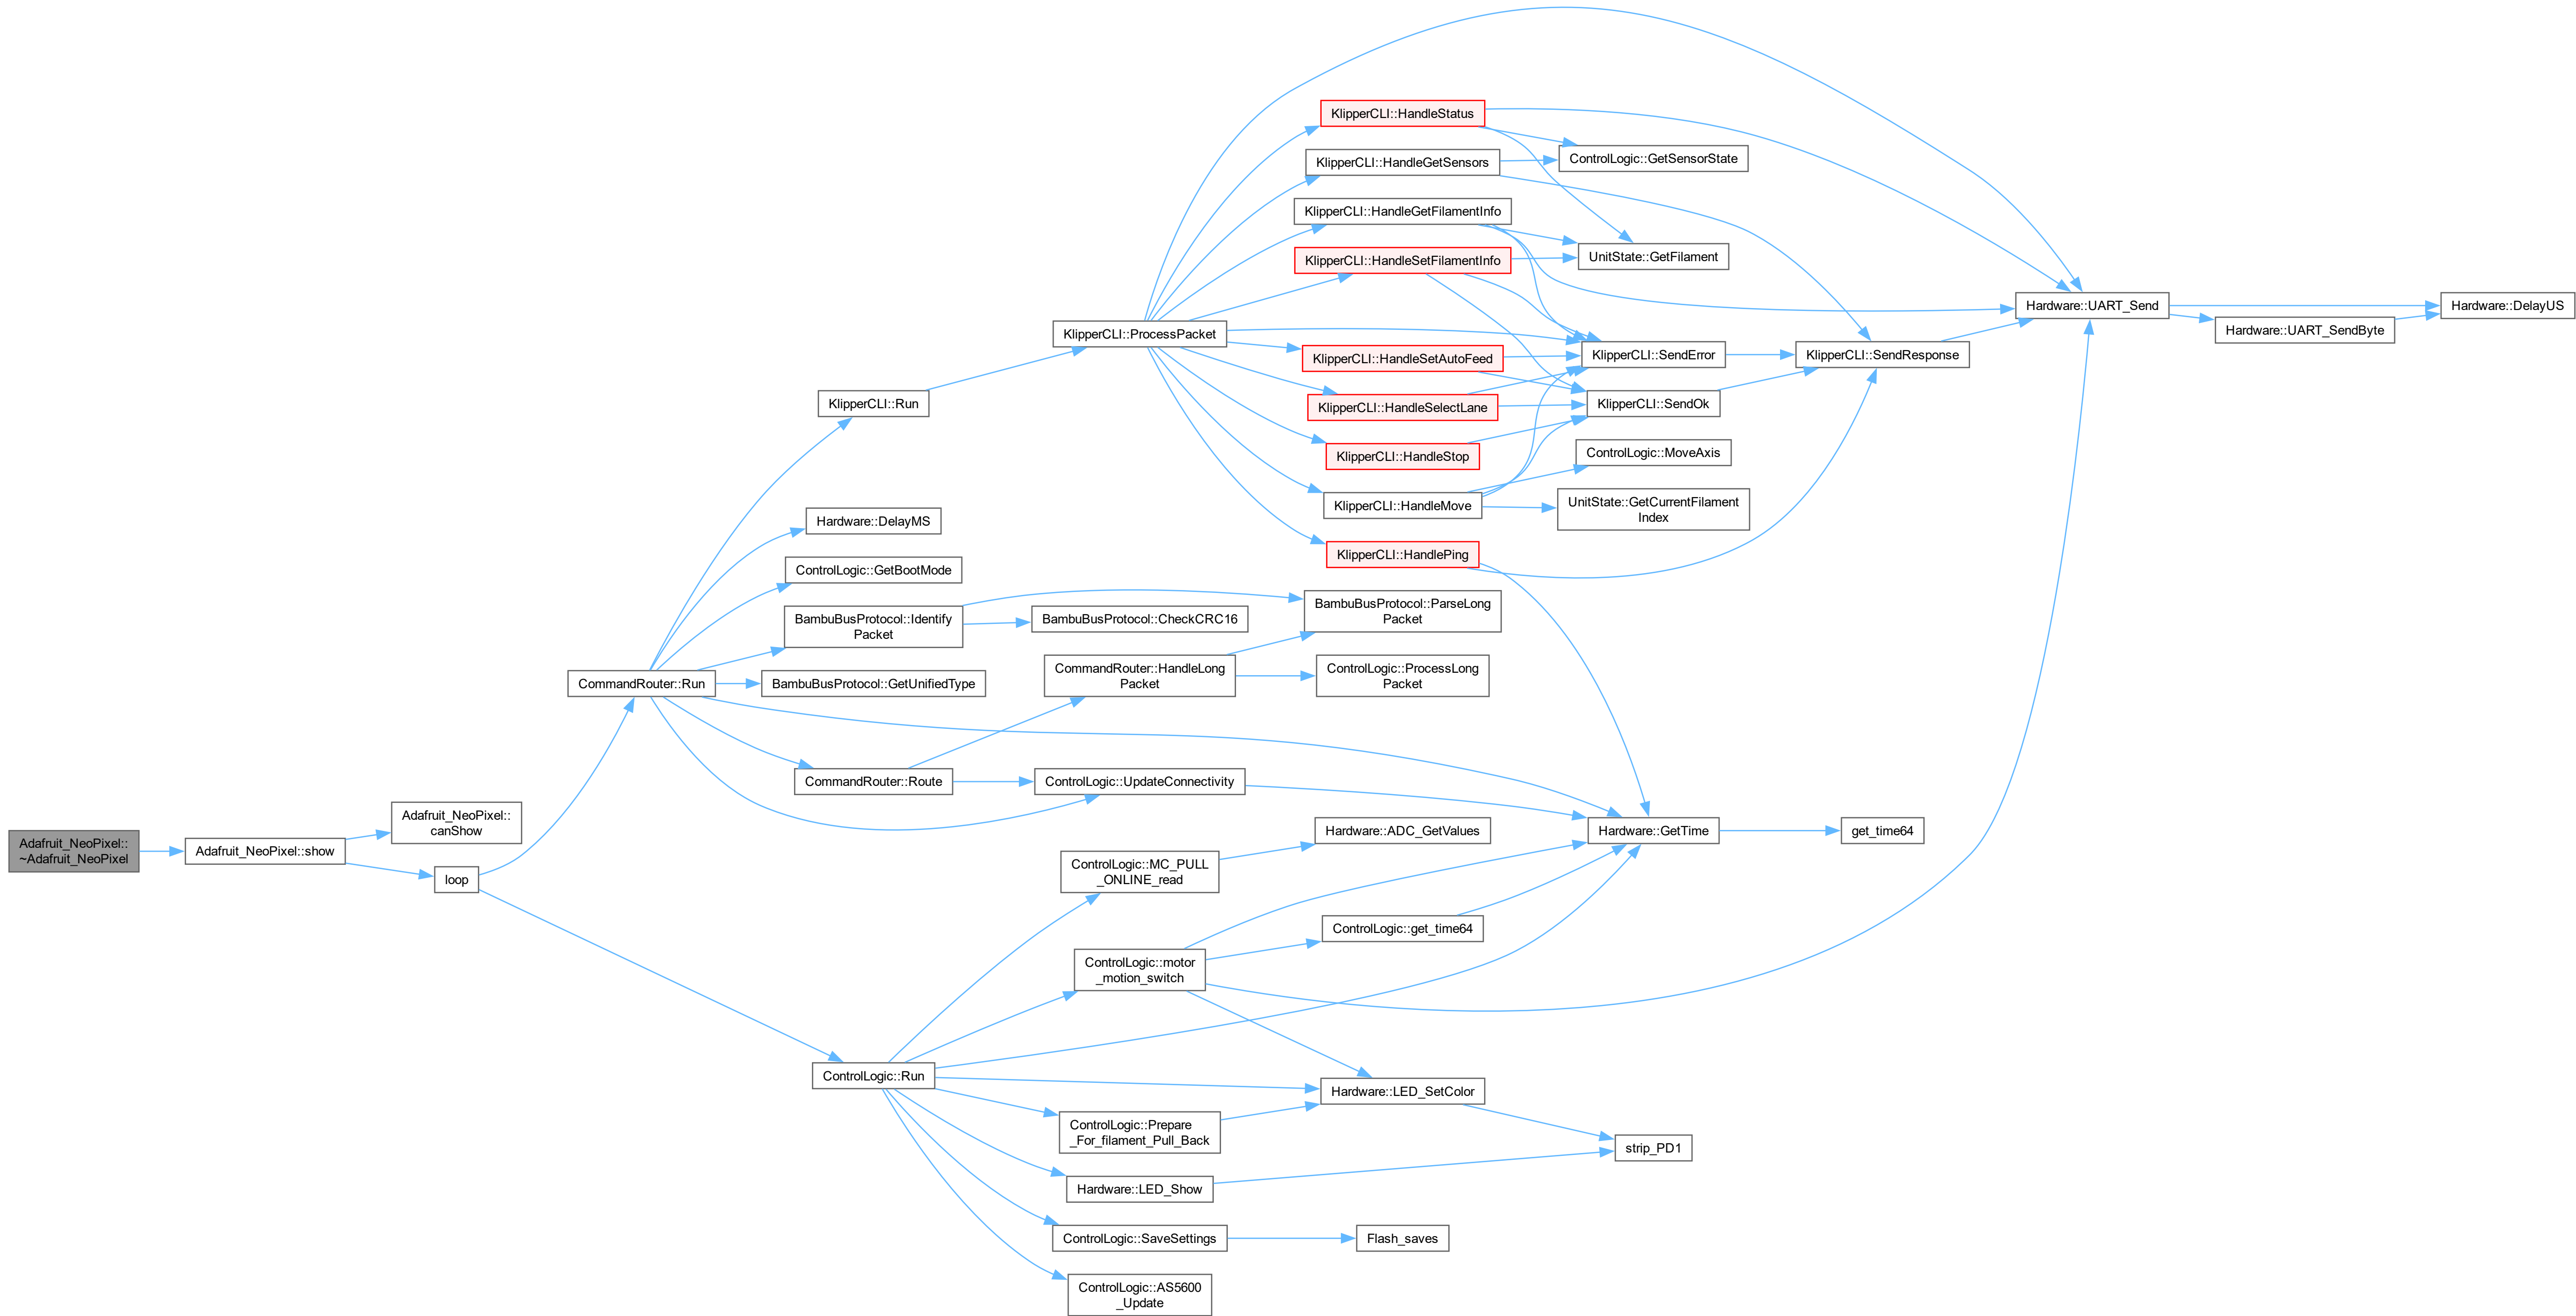 Adafruit_NeoPixel::
~Adafruit_NeoPixel
Adafruit_NeoPixel::show
Adafruit_NeoPixel::
canShow
loop
CommandRouter::Run
KlipperCLI::Run
Hardware::DelayMS
ControlLogic::GetBootMode
BambuBusProtocol::Identify
Packet
BambuBusProtocol::GetUnifiedType
CommandRouter::Route
ControlLogic::Run
KlipperCLI::ProcessPacket
BambuBusProtocol::CheckCRC16
CommandRouter::HandleLong
Packet
ControlLogic::UpdateConnectivity
ControlLogic::MC_PULL
_ONLINE_read
ControlLogic::motor
_motion_switch
ControlLogic::Prepare
_For_filament_Pull_Back
Hardware::LED_Show
ControlLogic::SaveSettings
ControlLogic::AS5600
_Update
KlipperCLI::HandleStatus
KlipperCLI::HandleGetSensors
KlipperCLI::HandleGetFilamentInfo
KlipperCLI::HandleSetFilamentInfo
KlipperCLI::HandleSetAutoFeed
KlipperCLI::HandleSelectLane
KlipperCLI::HandleStop
KlipperCLI::HandleMove
KlipperCLI::HandlePing
BambuBusProtocol::ParseLong
Packet
ControlLogic::ProcessLong
Packet
Hardware::ADC_GetValues
ControlLogic::get_time64
Hardware::LED_SetColor
Flash_saves
ControlLogic::GetSensorState
UnitState::GetFilament
KlipperCLI::SendError
KlipperCLI::SendOk
ControlLogic::MoveAxis
UnitState::GetCurrentFilament
Index
Hardware::GetTime
strip_PD1
KlipperCLI::SendResponse
get_time64
Hardware::UART_Send
Hardware::UART_SendByte
Hardware::DelayUS